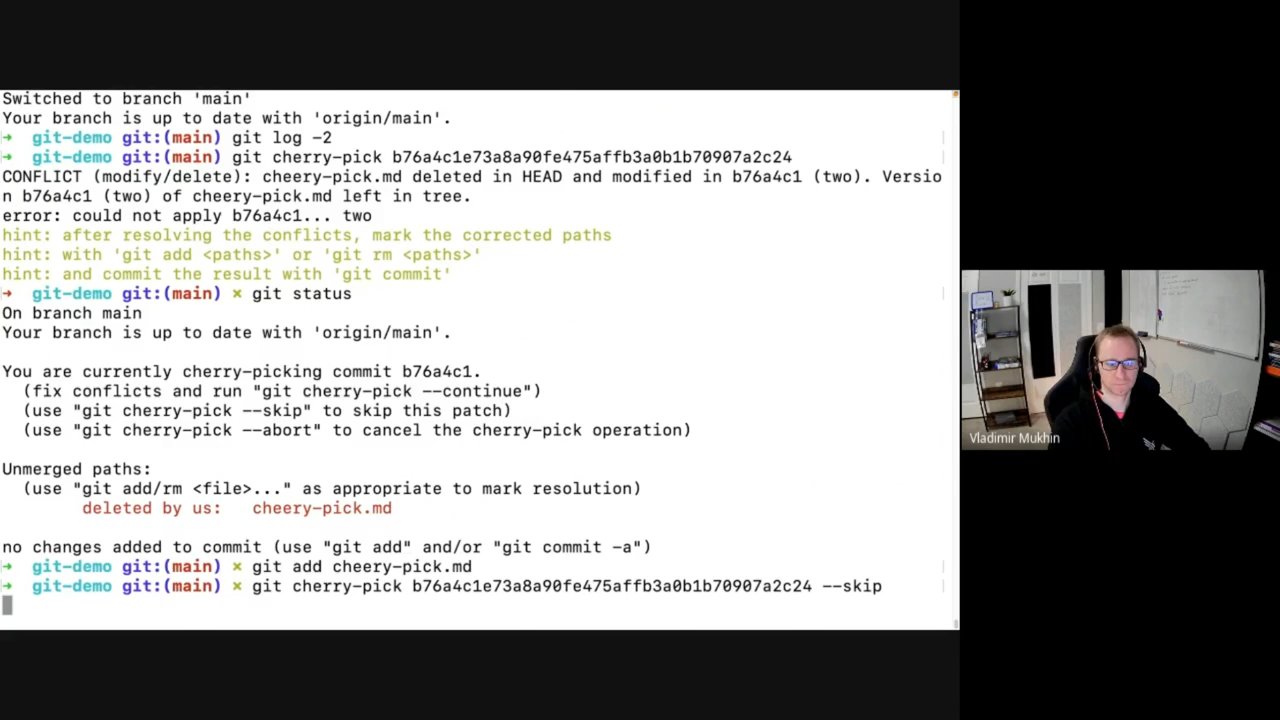 Switched to branch 'main'
Your branch is up to date with 'origin/main'.
➜  git-demo git:(main) git log -2
➜  git-demo git:(main) git cherry-pick b76a4c1e73a8a90fe475affb3a0b1b70907a2c24
CONFLICT (modify/delete): cheery-pick.md deleted in HEAD and modified in b76a4c1 (two). Versio
n b76a4c1 (two) of cheery-pick.md left in tree.
error: could not apply b76a4c1... two
hint: after resolving the conflicts, mark the corrected paths
hint: with 'git add <paths>' or 'git rm <paths>'
hint: and commit the result with 'git commit'
➜  git-demo git:(main) × git status
On branch main
Your branch is up to date with 'origin/main'.
You are currently cherry-picking commit b76a4c1.
  (fix conflicts and run "git cherry-pick --continue")
  (use "git cherry-pick --skip" to skip this patch)
  (use "git cherry-pick --abort" to cancel the cherry-pick operation)
Unmerged paths:
  (use "git add/rm <file>..." as appropriate to mark resolution)
        deleted by us:   cheery-pick.md
no changes added to commit (use "git add" and/or "git commit -a")
➜  git-demo git:(main) × git add cheery-pick.md
➜  git-demo git:(main) × git cherry-pick b76a4c1e73a8a90fe475affb3a0b1b70907a2c24 --skip
Vladimir Mukhin